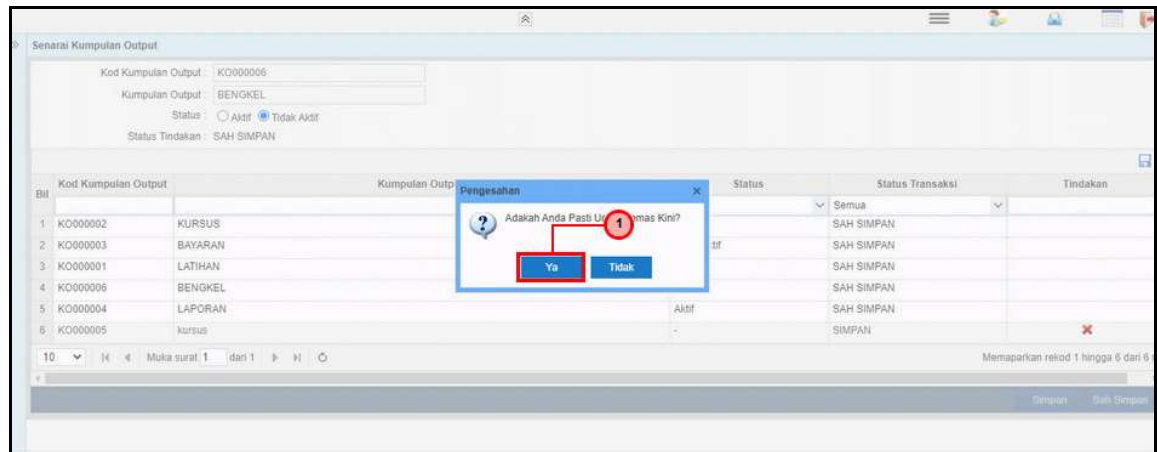 Senarai Kumpulan Output
Kod Kumpulan Output : KO000006
Kumpulan Output : BENGKEL
Status : Aktif Tidak Aktif
Status Tindakan : SAH SIMPAN
Bil Kod Kumpulan Output Kumpulan Outp Status Status Transaksi Tindakan
Semua
1 KO000002 KURSUS SAH SIMPAN
2 KO000003 BAYARAN tif SAH SIMPAN
3 KO000001 LATIHAN SAH SIMPAN
4 KO000006 BENGKEL SAH SIMPAN
5 KO000004 LAPORAN Aktif SAH SIMPAN
6 KO000005 kursus - SIMPAN
Pengesahan
Adakah Anda Pasti Kini?
1
Ya Tidak
10 Muka surat 1 dari 1 Memaparkan rekod 1 hingga 6 dari 6
Simpan Sah Simpan